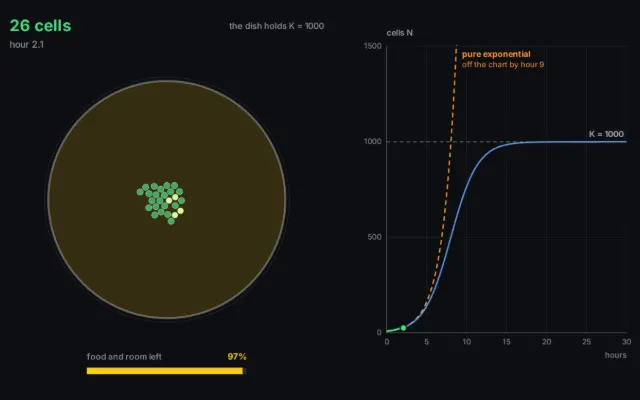 26 cells
hour 2.1
the dish holds K = 1000
food and room left
97%
cells N
1500
1000
500
0
pure exponential
off the chart by hour 9
K = 1000
0
5
10
15
20
25
30
hours